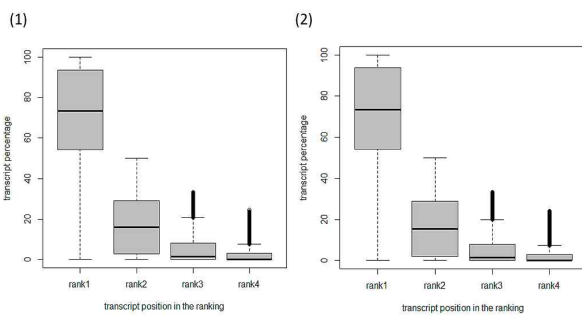 (1)
(2)
transcript percentage
100
80
60
40
20
0
rank1 rank2 rank3 rank4
transcript position in the ranking
transcript percentage
100
80
60
40
20
0
rank1 rank2 rank3 rank4
transcript position in the ranking